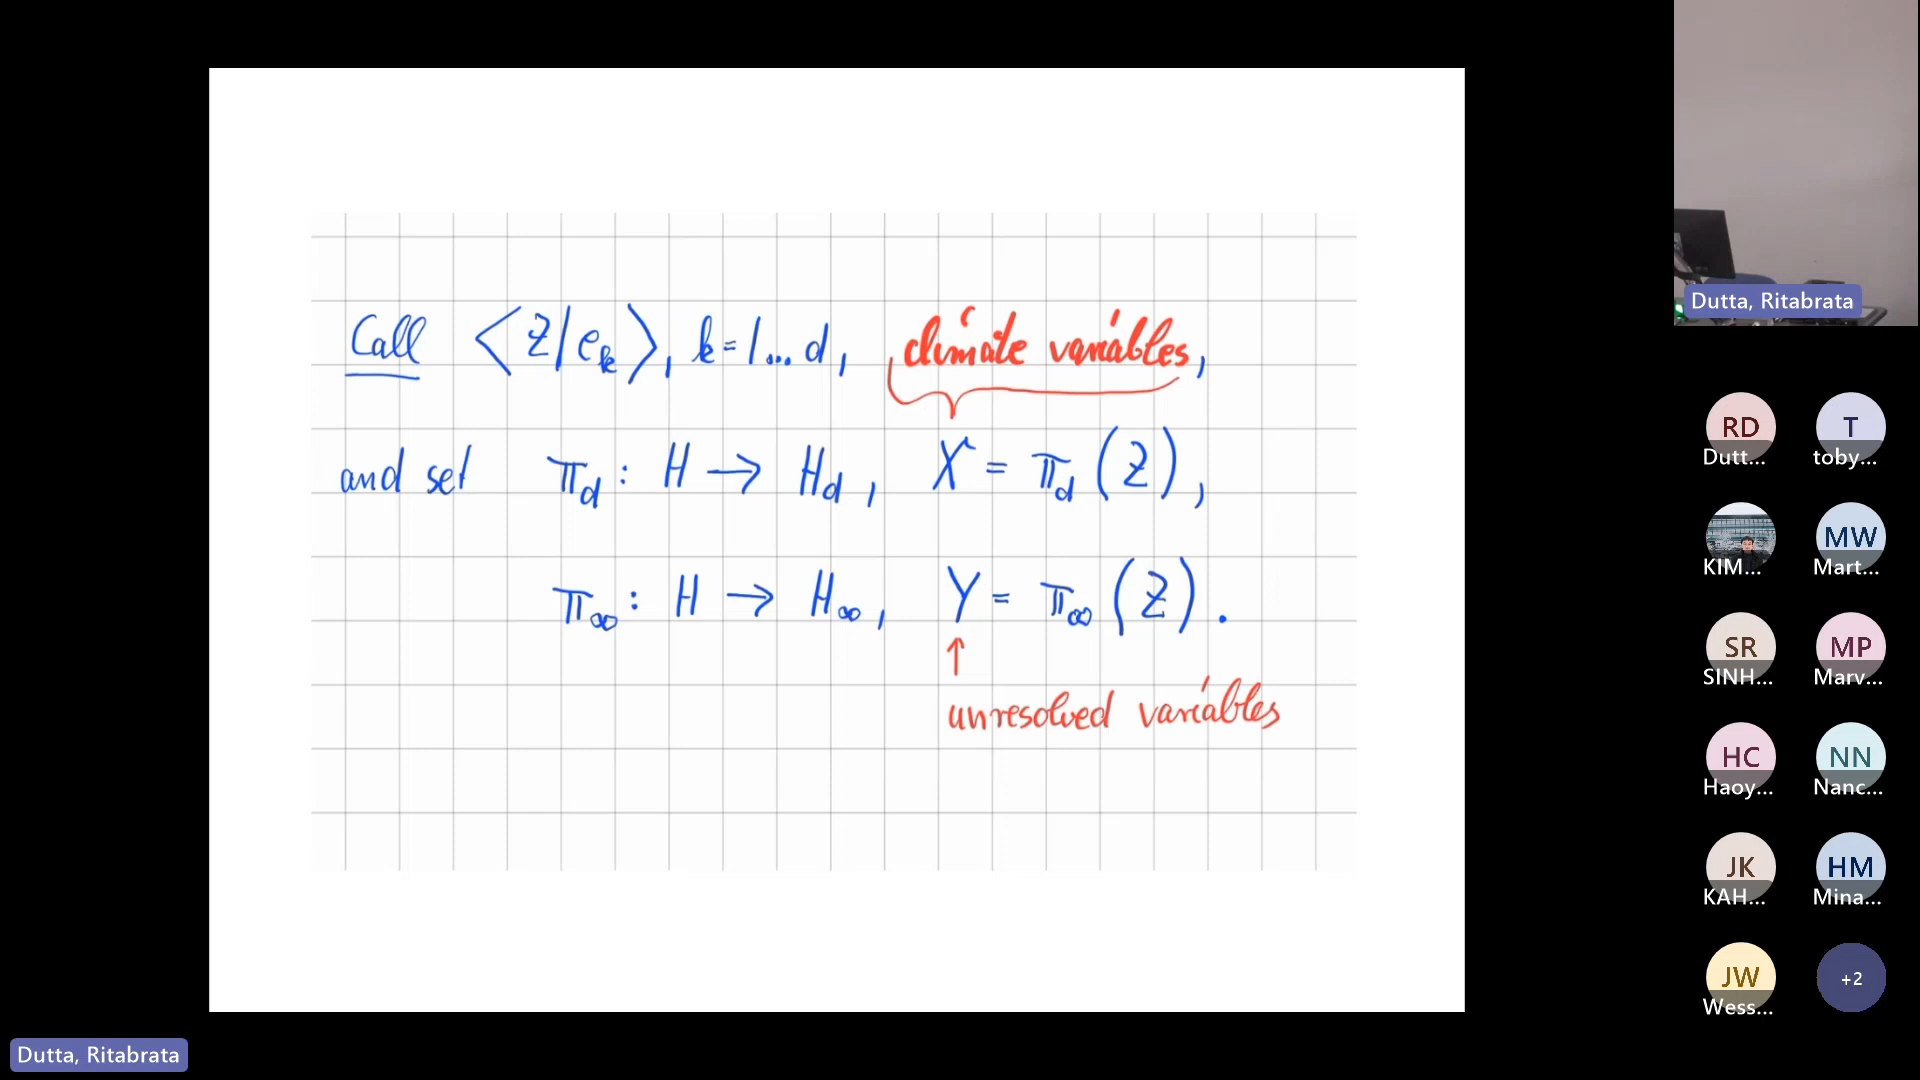 Call ⟨Z|e_k⟩, k=1...d, climate variables,
and set π_d : H → H_d, X = π_d(Z),
π_∞ : H → H_∞, Y = π_∞(Z).
↑
unresolved variables
Dutta, Ritabrata
RD T
Dutt... toby...
MW
KIM... Mart...
SR MP
SINH... Marv...
HC NN
Haoy... Nanc...
JK HM
KAH... Mina...
JW +2
Wess...
Dutta, Ritabrata